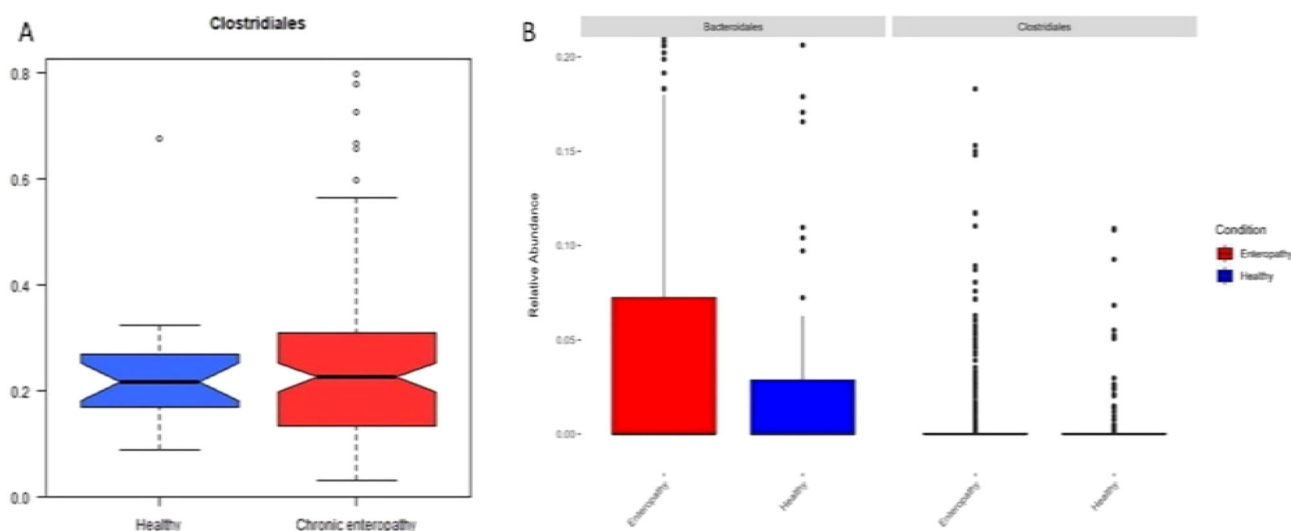 A
Clostridiales
0.8
0.6
0.4
0.2
0.0
Healthy
Chronic enteropathy
B
Bacteroidales
Clostridiales
Relative Abundance
0.20
0.15
0.10
0.05
0.00
Enteropathy
Healthy
Enteropathy
Healthy
Condition
Enteropathy
Healthy